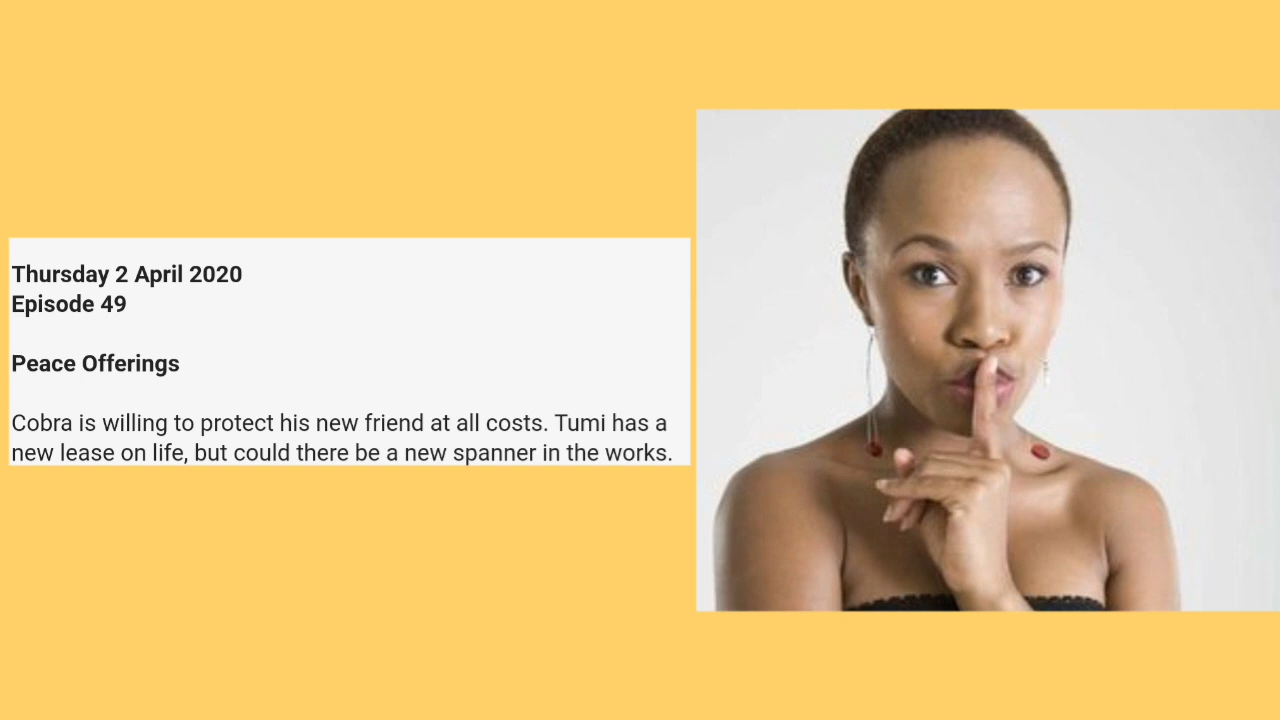 Thursday 2 April 2020
Episode 49
Peace Offerings
Cobra is willing to protect his new friend at all costs. Tumi has a
new lease on life, but could there be a new spanner in the works.